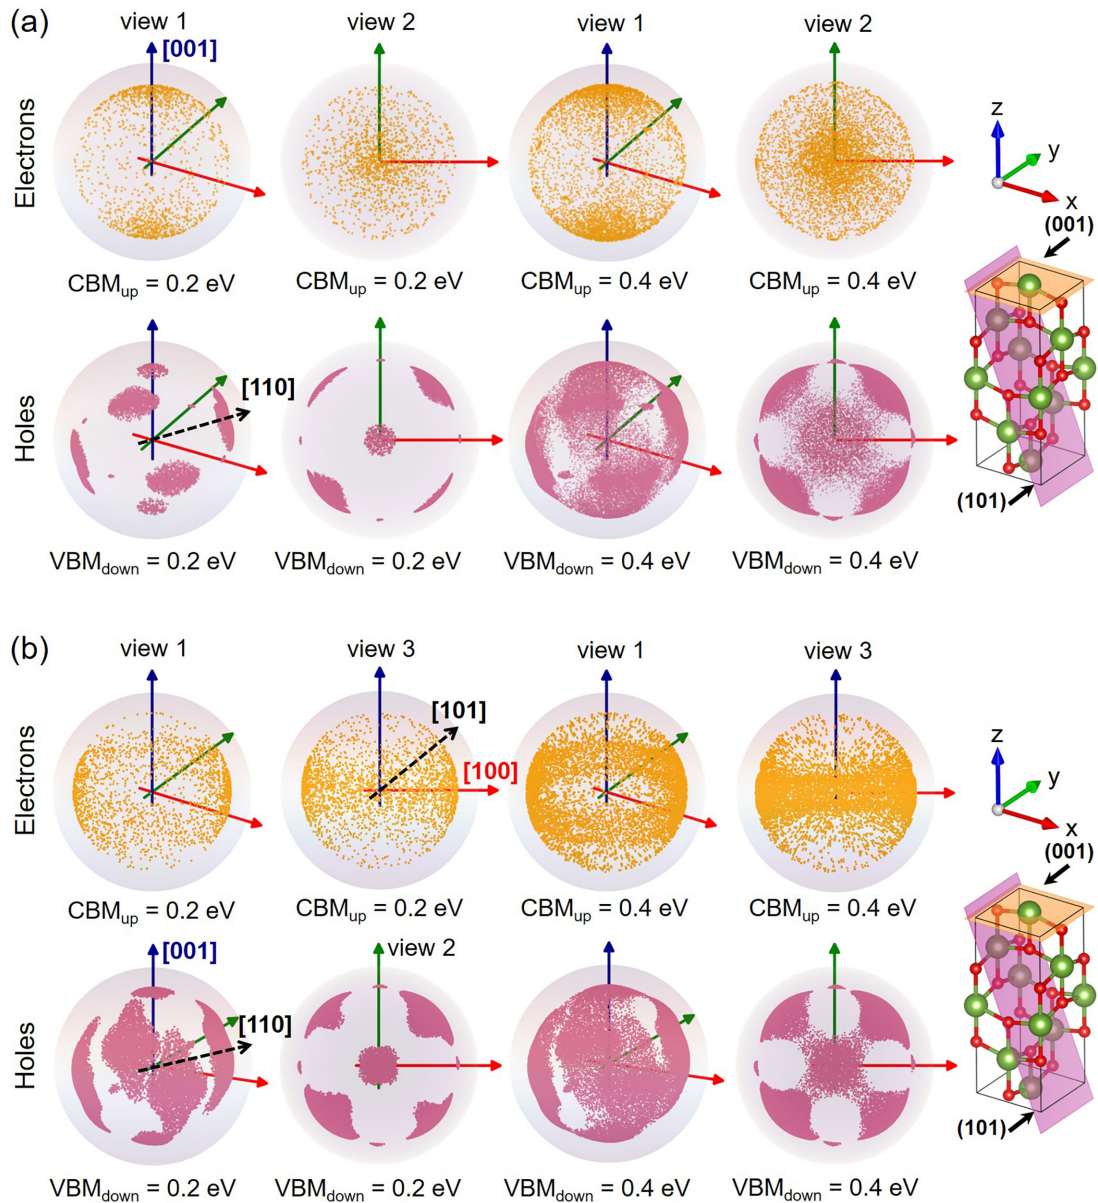 (a)
view 1
view 2
view 1
view 2
[001]
Electrons
z
y
x
(001)
CBMup = 0.2 eV
CBMup = 0.2 eV
CBMup = 0.4 eV
CBMup = 0.4 eV
[110]
Holes
(101)
VBMdown = 0.2 eV
VBMdown = 0.2 eV
VBMdown = 0.4 eV
VBMdown = 0.4 eV
(b)
view 1
view 3
view 1
view 3
[101]
[100]
Electrons
z
y
x
(001)
CBMup = 0.2 eV
CBMup = 0.2 eV
CBMup = 0.4 eV
CBMup = 0.4 eV
[001]
view 2
[110]
Holes
(101)
VBMdown = 0.2 eV
VBMdown = 0.2 eV
VBMdown = 0.4 eV
VBMdown = 0.4 eV